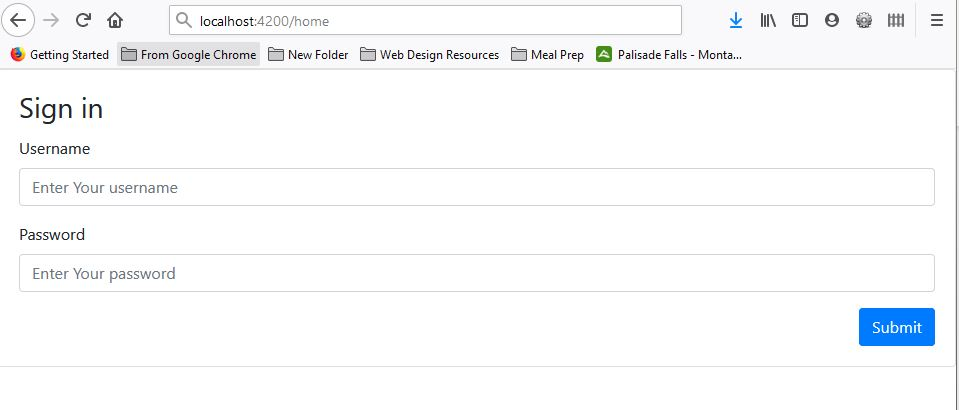 localhost:4200/home
Getting Started From Google Chrome New Folder Web Design Resources Meal Prep Palisade Falls - Monta...
Sign in
Username
Enter Your username
Password
Enter Your password
Submit